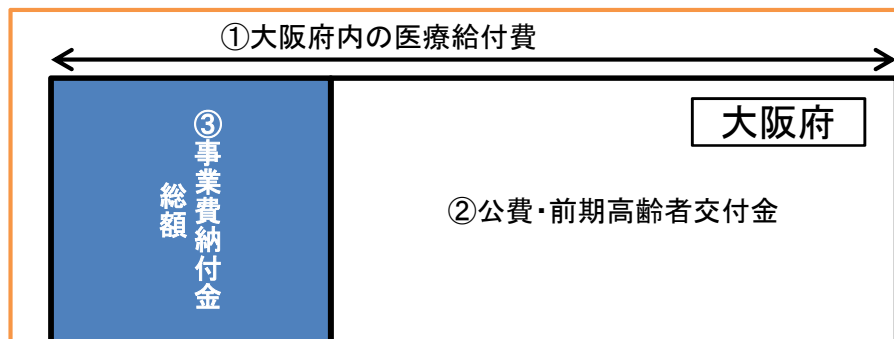 ①大阪府内の医療給付費
大阪府
②公費・前期高齢者交付金
③事業費納付金
総額